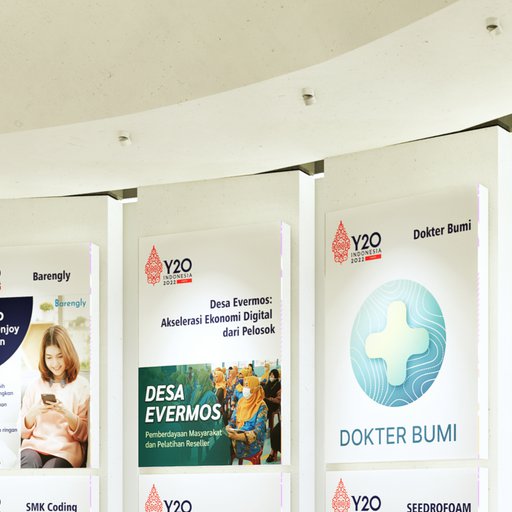 Barengly
Barengly
njoy
Y20
INDONESIA
2022
Desa Evermos:
Akselerasi Ekonomi Digital
dari Pelosok
DESA
EVERMOS
Pemberdayaan Masyarakat
dan Pelatihan Reseller
Y20
INDONESIA
2022
Dokter Bumi
DOKTER BUMI
SMK Coding
Y20
Y20
SEEDROFOAM